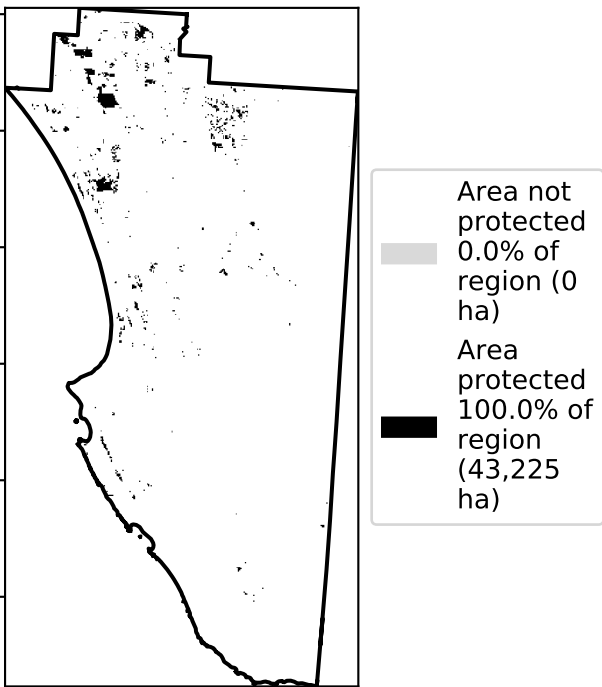 Area not
protected
0.0% of
region (0
ha)
Area
protected
100.0% of
region
(43,225
ha)